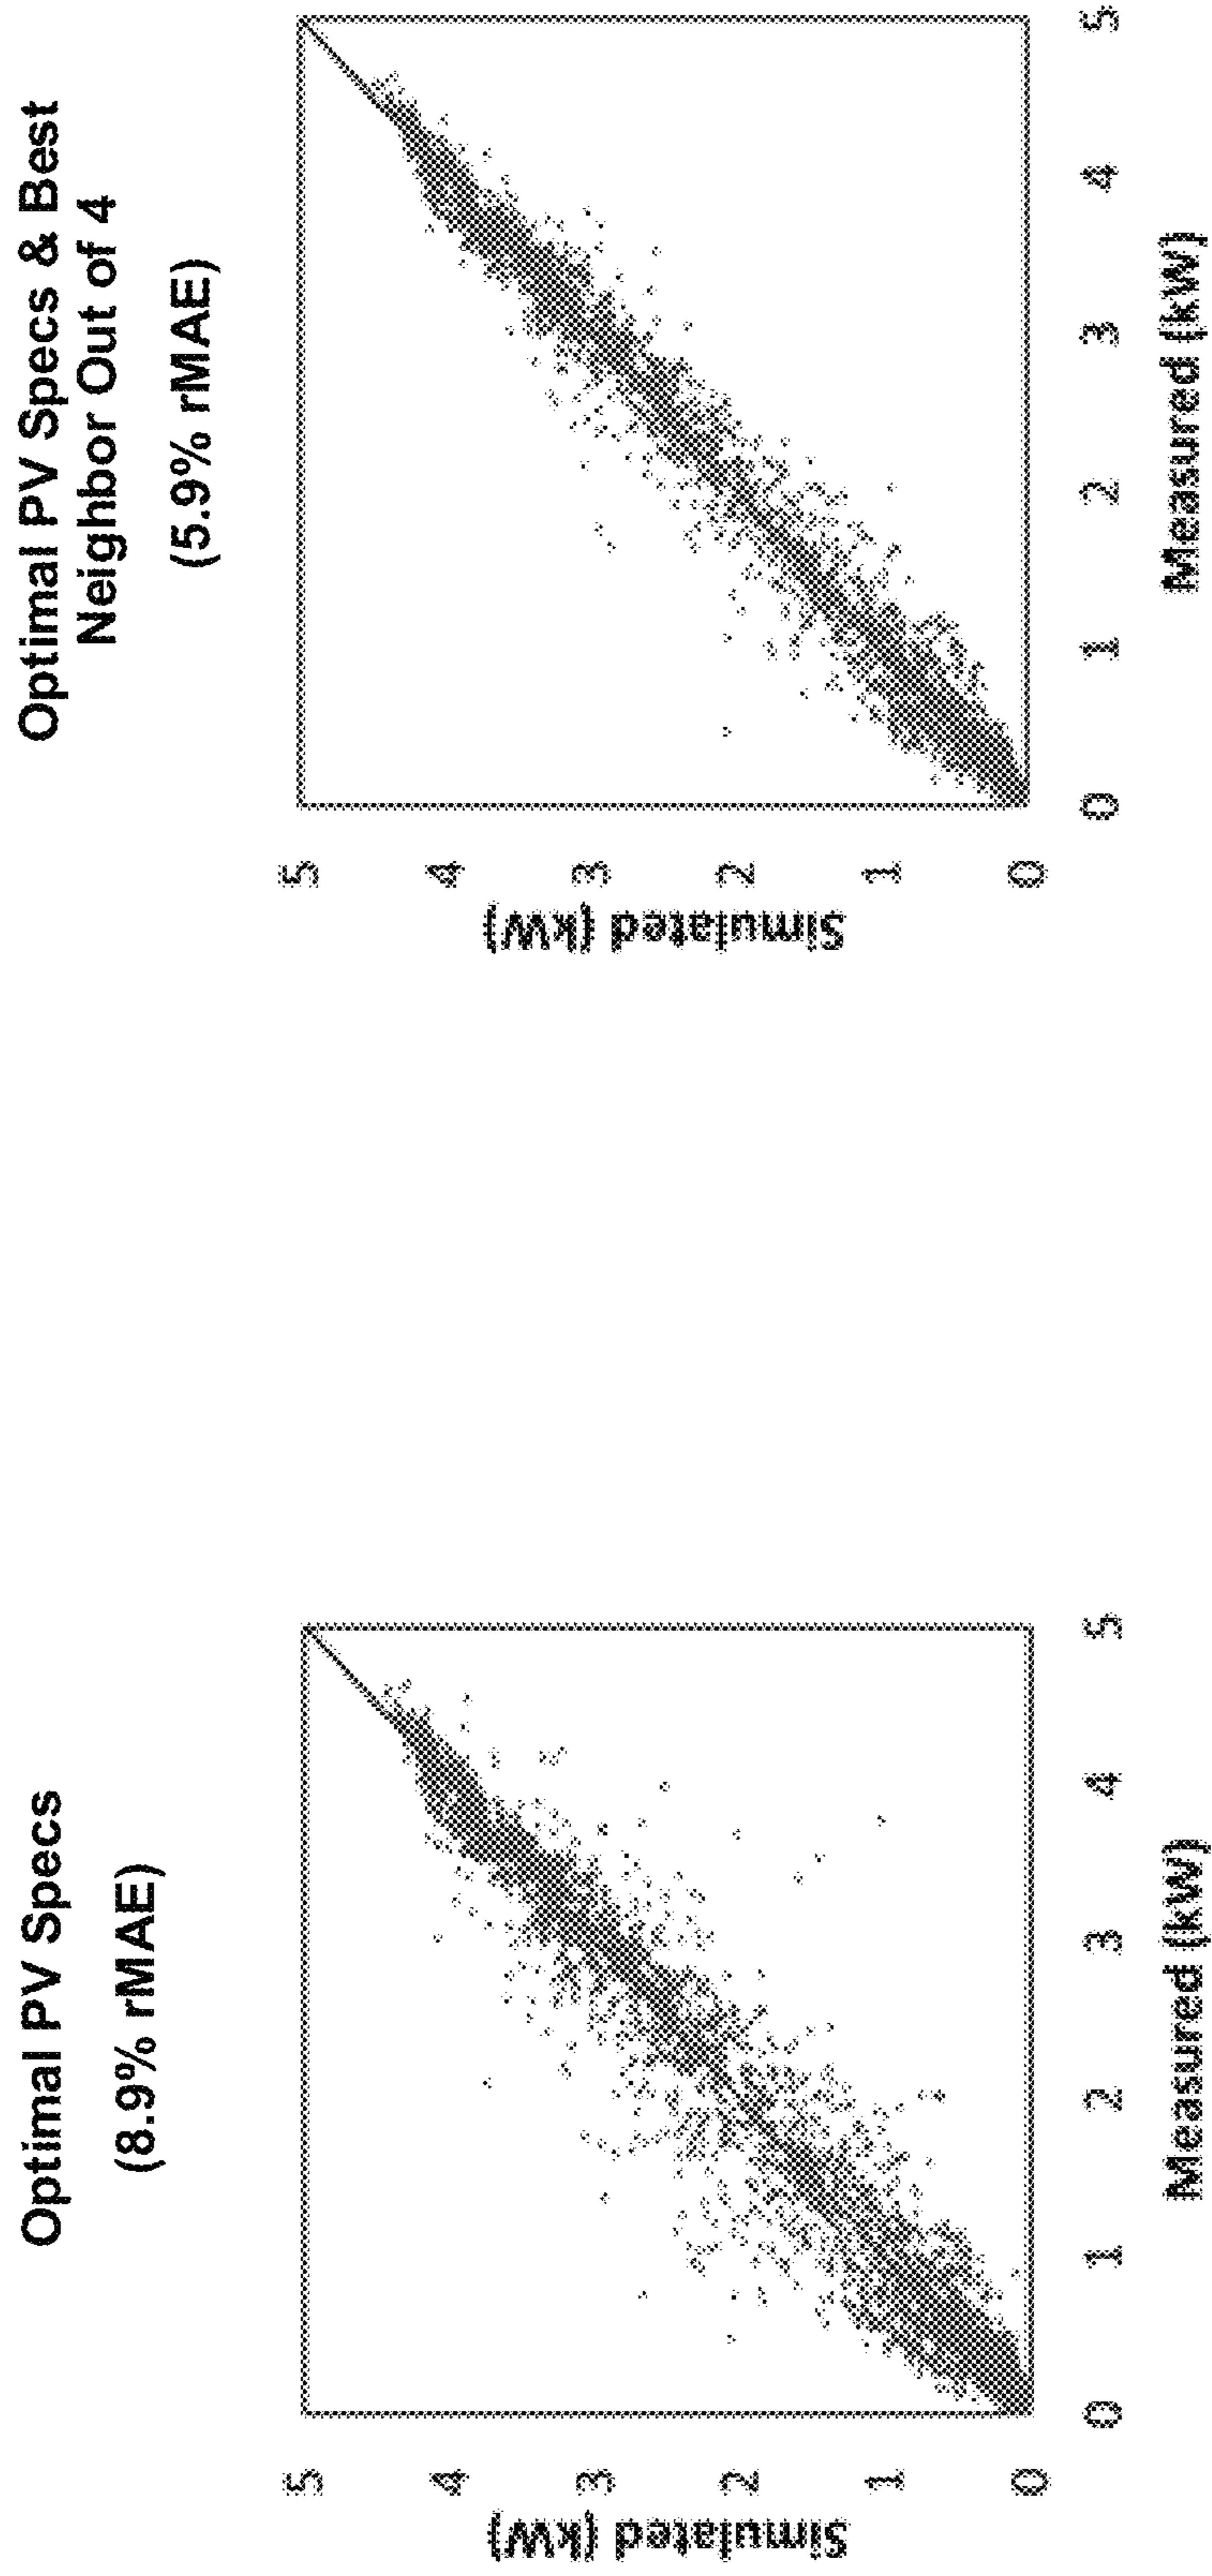 Optimal PV Specs
(8.9% rMAE)
Simulated (kW)
5
4
3
2
1
0
0 1 2 3 4 5
Measured (kW)
Optimal PV Specs & Best
Neighbor Out of 4
(5.9% rMAE)
Simulated (kW)
5
4
3
2
1
0
0 1 2 3 4 5
Measured (kW)